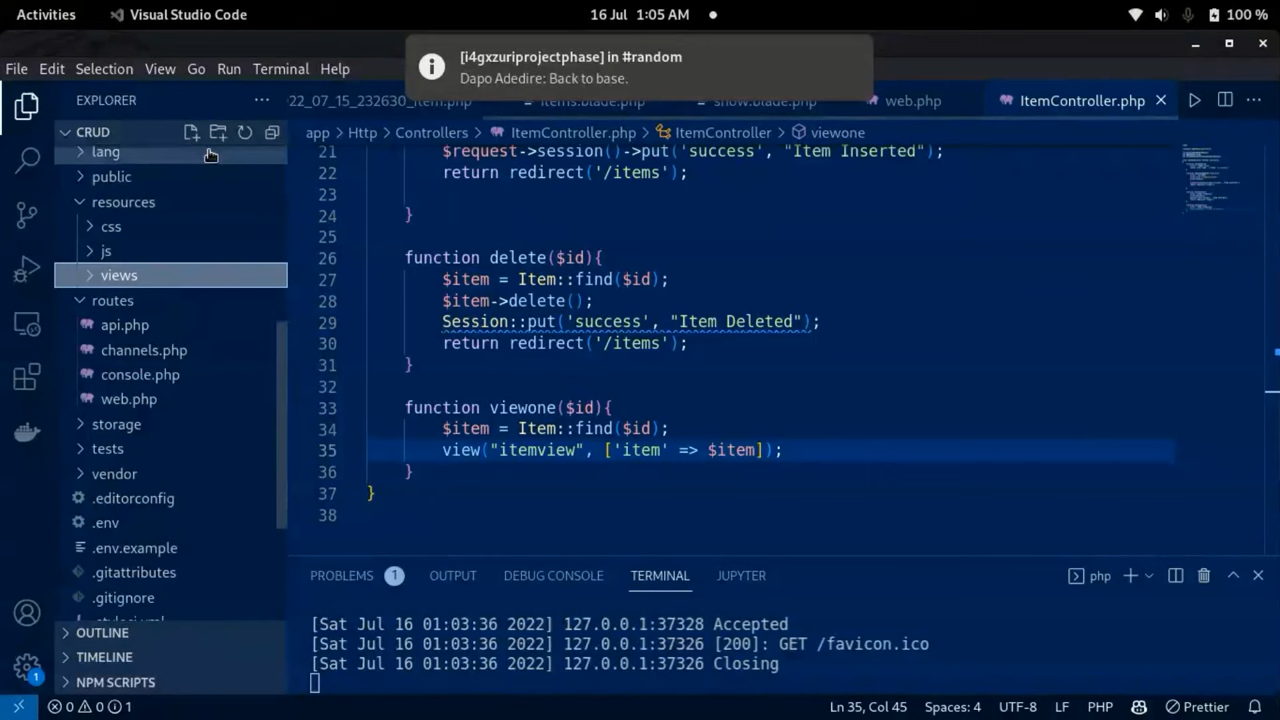 Activities
Visual Studio Code
16 Jul 1:05 AM
100 %
[i4gxzuriprojectphase] in #random
Dapo Adedire: Back to base.
File Edit Selection View Go Run Terminal Help
EXPLORER
22_07_15_232630_item.php
items.blade.php
show.blade.php
web.php
ItemController.php
CRUD
app > Http > Controllers > ItemController.php > ItemController > viewone
lang
public
resources
css
js
views
routes
api.php
channels.php
console.php
web.php
storage
tests
vendor
.editorconfig
.env
.env.example
.gitattributes
.gitignore
OUTLINE
TIMELINE
NPM SCRIPTS
21 $request->session()->put('success', "Item Inserted");
22 return redirect('/items');
23
24 }
25
26 function delete($id){
27 $item = Item::find($id);
28 $item->delete();
29 Session::put('success', "Item Deleted");
30 return redirect('/items');
31 }
32
33 function viewone($id){
34 $item = Item::find($id);
35 view("itemview", ['item' => $item]);
36 }
37 }
38
PROBLEMS 1 OUTPUT DEBUG CONSOLE TERMINAL JUPYTER
php
[Sat Jul 16 01:03:36 2022] 127.0.0.1:37328 Accepted
[Sat Jul 16 01:03:36 2022] 127.0.0.1:37326 [200]: GET /favicon.ico
[Sat Jul 16 01:03:36 2022] 127.0.0.1:37326 Closing
1
0 0 1
Ln 35, Col 45 Spaces: 4 UTF-8 LF PHP Prettier